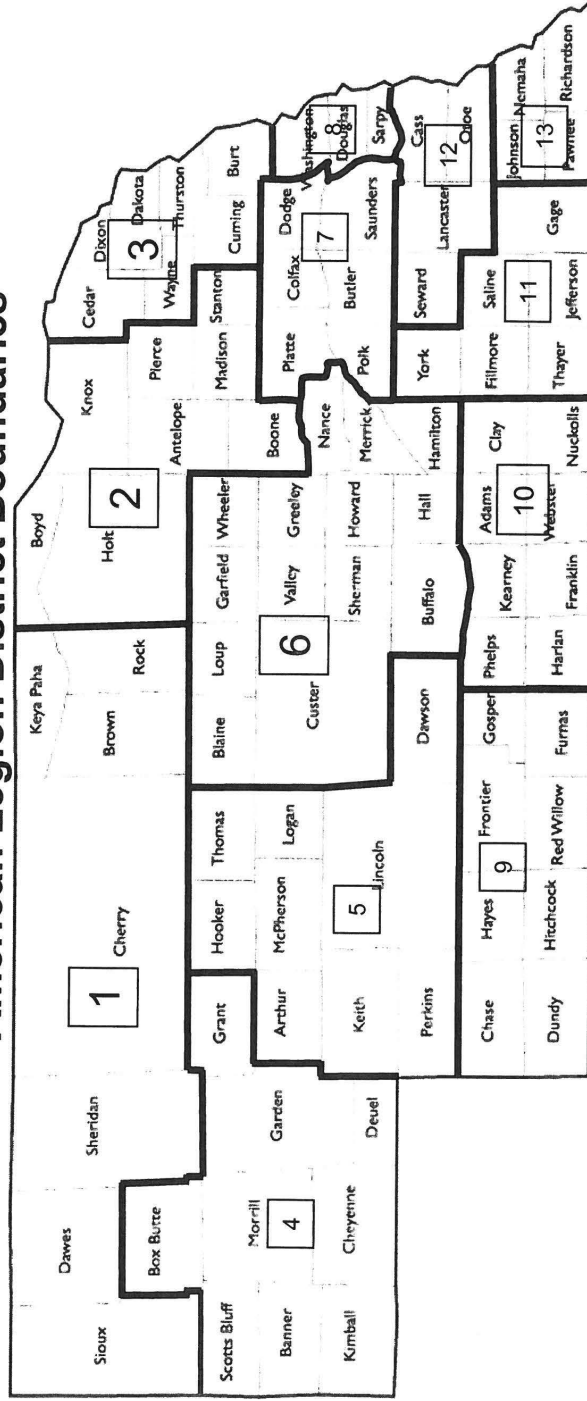 American Legion District Boundaries
Sioux
Dawes
Sheridan
Box Butte
1
Cherry
Keya Paha
Brown
Rock
Boyd
Holt
2
Knox
Antelope
Pierce
Madison
Boone
Cedar
Dixon
Dakota
3
Wayne
Thurston
Stanton
Cuming
Burt
Scotts Bluff
Banner
Kimball
Morrill
4
Cheyenne
Garden
Deuel
Grant
Hooker
Thomas
Arthur
McPherson
Logan
Keith
5
Lincoln
Perkins
Dawson
Blaine
Loup
Garfield
Wheeler
Custer
6
Valley
Greeley
Sherman
Howard
Buffalo
Hall
Nance
Merrick
Hamilton
Platte
Colfax
Dodge
7
Butler
Saunders
Polk
Washington
8
Douglas
Sarpy
Chase
Hayes
Frontier
Gosper
9
Dundy
Hitchcock
Red Willow
Furnas
Phelps
Kearney
Adams
Clay
10
Harlan
Franklin
Webster
Nuckolls
York
Seward
Fillmore
Saline
11
Thayer
Jefferson
Gage
Lancaster
Cass
12
Otoe
Johnson
Nemaha
13
Pawnee
Richardson